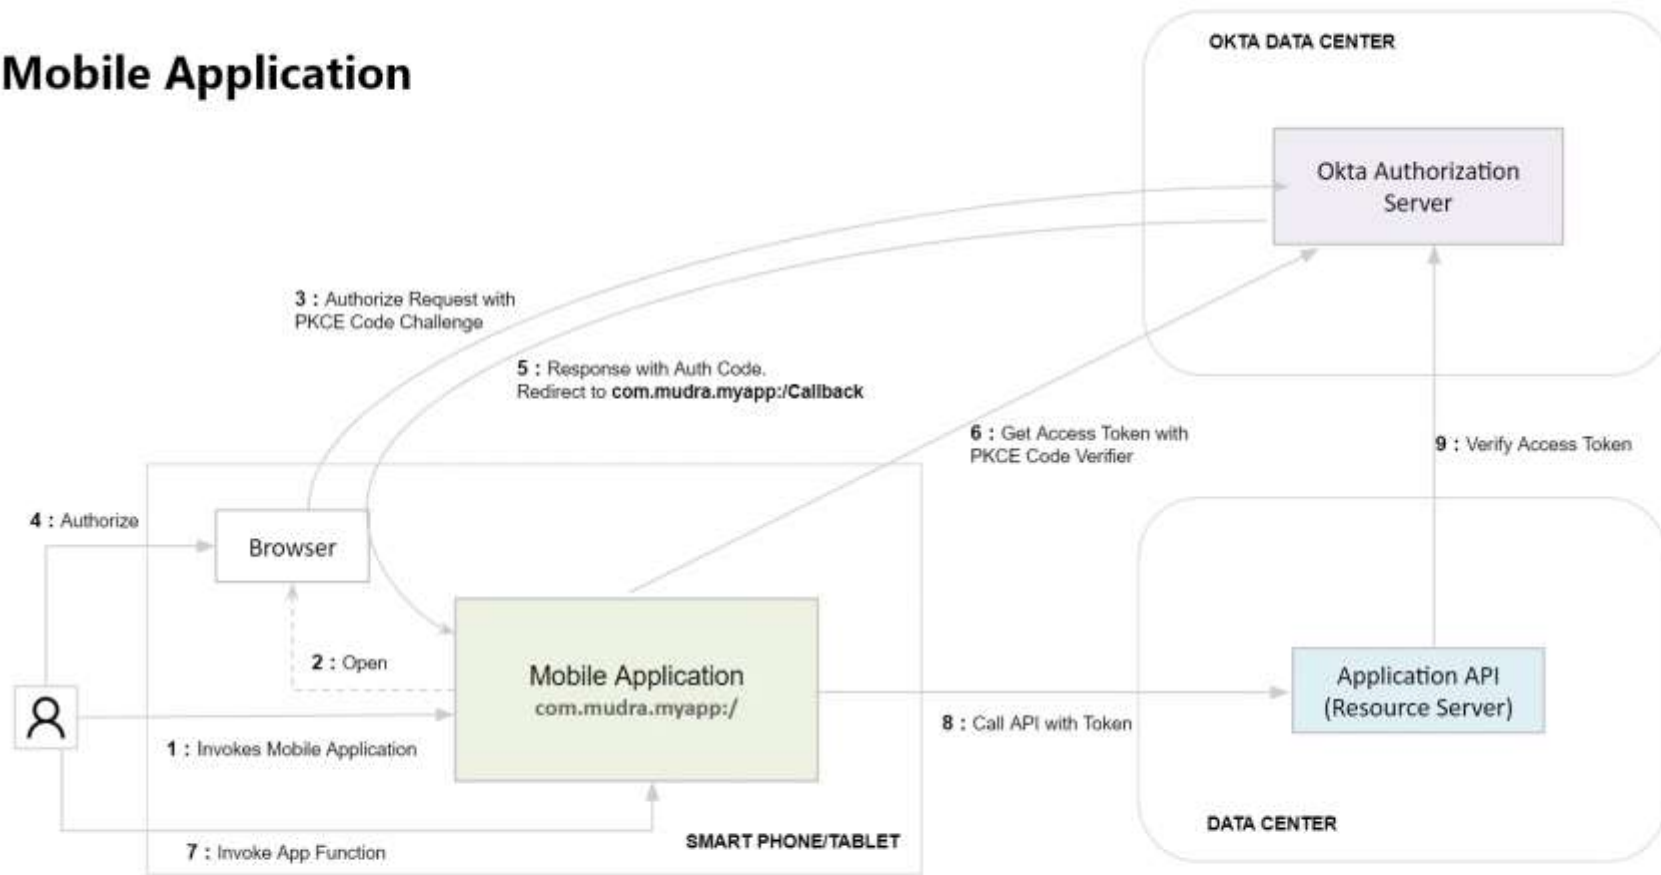 Mobile Application
OKTA DATA CENTER
Okta Authorization
Server
3 : Authorize Request with
PKCE Code Challenge
5 : Response with Auth Code.
Redirect to com.mudra.myapp:/Callback
6 : Get Access Token with
PKCE Code Verifier
9 : Verify Access Token
4 : Authorize
Browser
2 : Open
Mobile Application
com.mudra.myapp:/
Application API
(Resource Server)
8 : Call API with Token
1 : Invokes Mobile Application
DATA CENTER
SMART PHONE/TABLET
7 : Invoke App Function